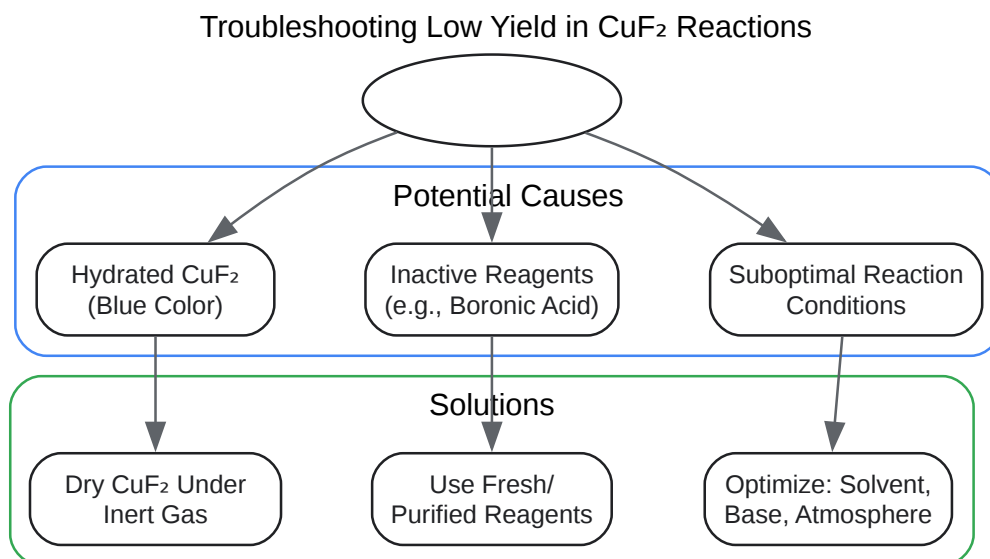 Troubleshooting Low Yield in CuF₂ Reactions
Potential Causes
Hydrated CuF₂
(Blue Color)
Inactive Reagents
(e.g., Boronic Acid)
Suboptimal Reaction
Conditions
Solutions
Dry CuF₂ Under
Inert Gas
Use Fresh/
Purified Reagents
Optimize: Solvent,
Base, Atmosphere